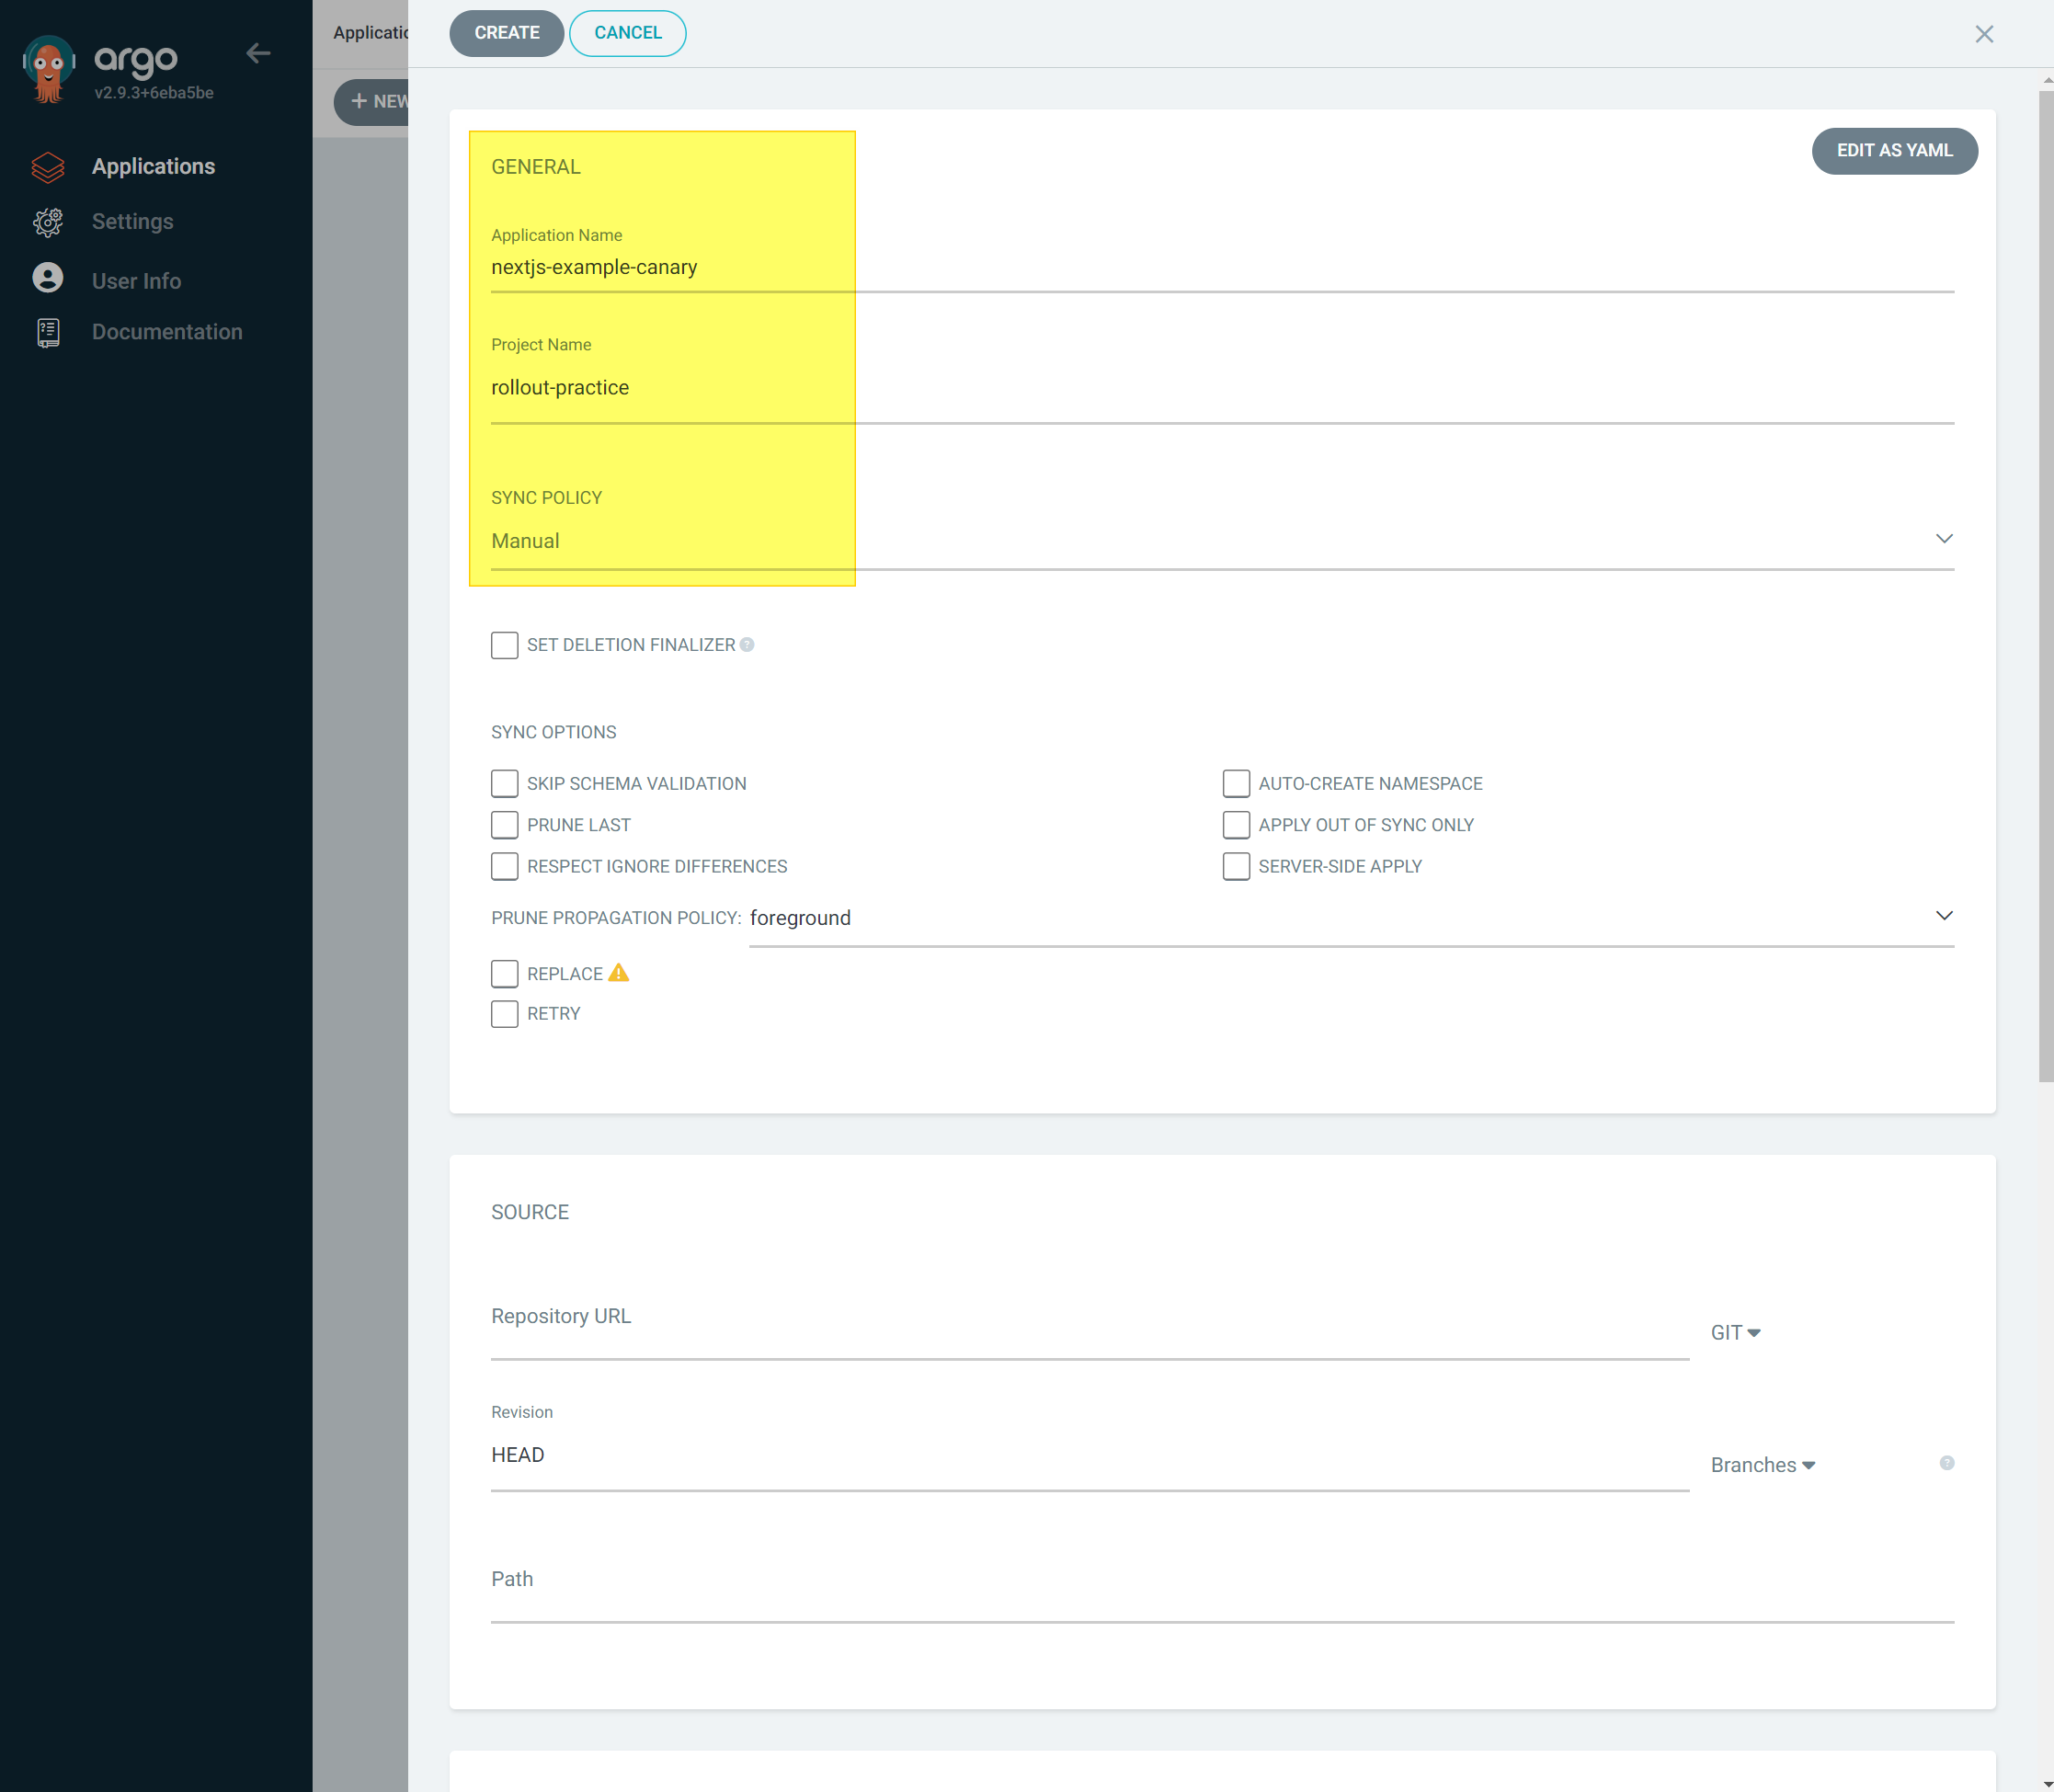 argo
v2.9.3+6eba5be
Applications
Settings
User Info
Documentation
+ NEW
CREATE
CANCEL
EDIT AS YAML
GENERAL
Application Name
nextjs-example-canary
Project Name
rollout-practice
SYNC POLICY
Manual
SET DELETION FINALIZER ?
SYNC OPTIONS
SKIP SCHEMA VALIDATION
AUTO-CREATE NAMESPACE
PRUNE LAST
APPLY OUT OF SYNC ONLY
RESPECT IGNORE DIFFERENCES
SERVER-SIDE APPLY
PRUNE PROPAGATION POLICY: foreground
REPLACE
RETRY
SOURCE
Repository URL
GIT
Revision
HEAD
Branches
?
Path